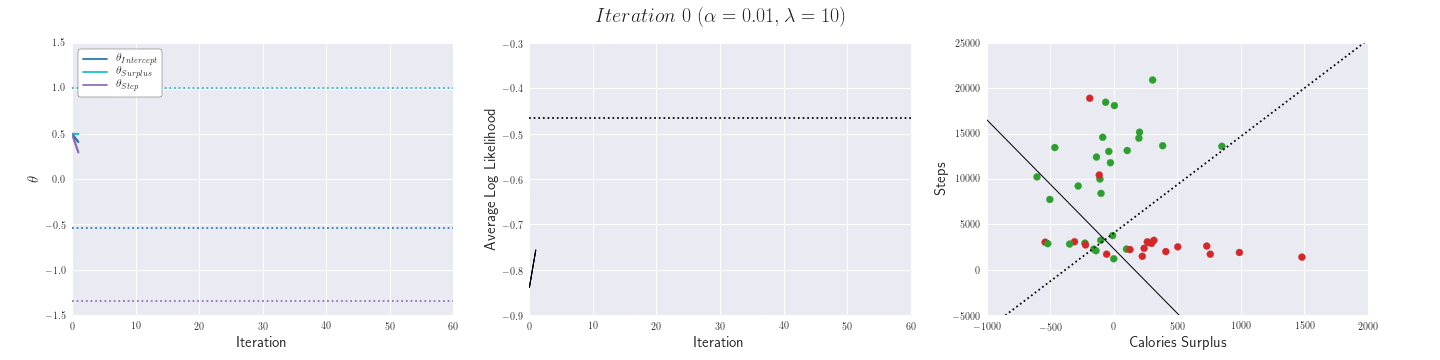 Iteration 0 (α = 0.01, λ = 10)
1.5
1.0
0.5
0.0
−0.5
−1.0
−1.5
θ
θIntercept
θSurplus
θStep
0 10 20 30 40 50 60
Iteration
−0.3
−0.4
−0.5
−0.6
−0.7
−0.8
−0.9
Average Log Likelihood
0 10 20 30 40 50 60
Iteration
25000
20000
15000
10000
5000
0
−5000
Steps
−1000 −500 0 500 1000 1500 2000
Calories Surplus